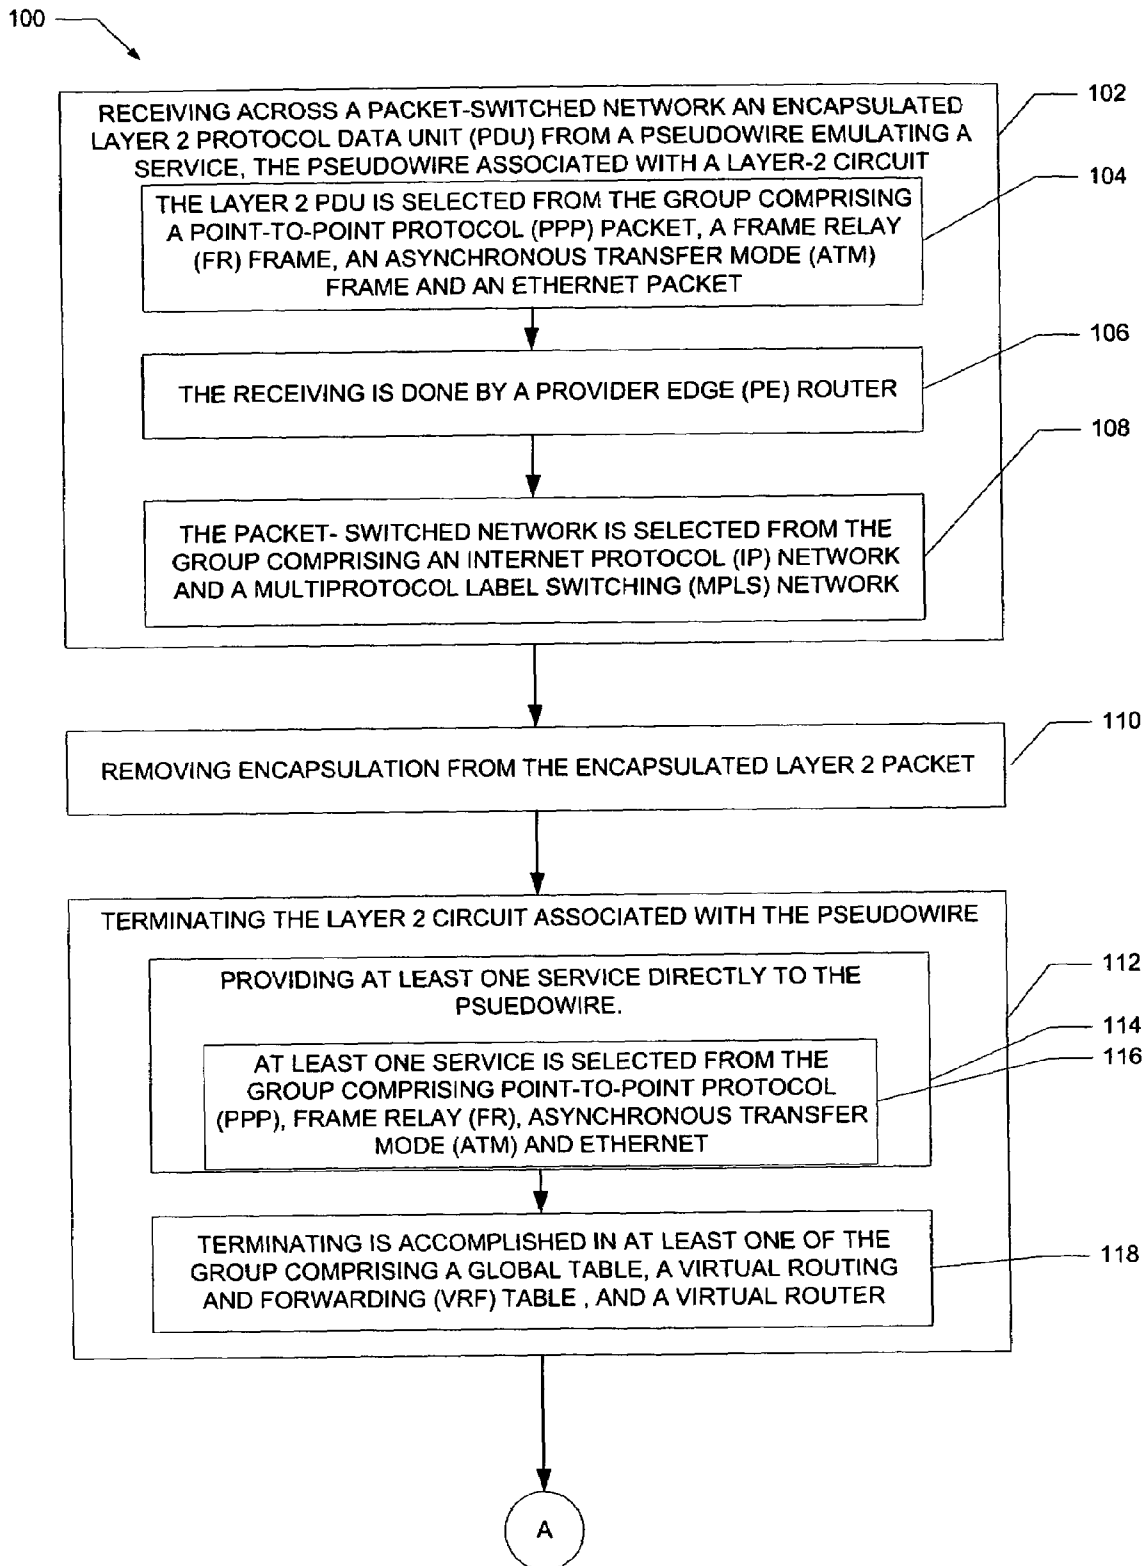 100
RECEIVING ACROSS A PACKET-SWITCHED NETWORK AN ENCAPSULATED
LAYER 2 PROTOCOL DATA UNIT (PDU) FROM A PSEUDOWIRE EMULATING A
SERVICE, THE PSEUDOWIRE ASSOCIATED WITH A LAYER-2 CIRCUIT
102
THE LAYER 2 PDU IS SELECTED FROM THE GROUP COMPRISING
A POINT-TO-POINT PROTOCOL (PPP) PACKET, A FRAME RELAY
(FR) FRAME, AN ASYNCHRONOUS TRANSFER MODE (ATM)
FRAME AND AN ETHERNET PACKET
104
THE RECEIVING IS DONE BY A PROVIDER EDGE (PE) ROUTER
106
THE PACKET- SWITCHED NETWORK IS SELECTED FROM THE
GROUP COMPRISING AN INTERNET PROTOCOL (IP) NETWORK
AND A MULTIPROTOCOL LABEL SWITCHING (MPLS) NETWORK
108
REMOVING ENCAPSULATION FROM THE ENCAPSULATED LAYER 2 PACKET
110
TERMINATING THE LAYER 2 CIRCUIT ASSOCIATED WITH THE PSEUDOWIRE
112
PROVIDING AT LEAST ONE SERVICE DIRECTLY TO THE
PSUEDOWIRE.
114
AT LEAST ONE SERVICE IS SELECTED FROM THE
GROUP COMPRISING POINT-TO-POINT PROTOCOL
(PPP), FRAME RELAY (FR), ASYNCHRONOUS TRANSFER
MODE (ATM) AND ETHERNET
116
TERMINATING IS ACCOMPLISHED IN AT LEAST ONE OF THE
GROUP COMPRISING A GLOBAL TABLE, A VIRTUAL ROUTING
AND FORWARDING (VRF) TABLE , AND A VIRTUAL ROUTER
118
A